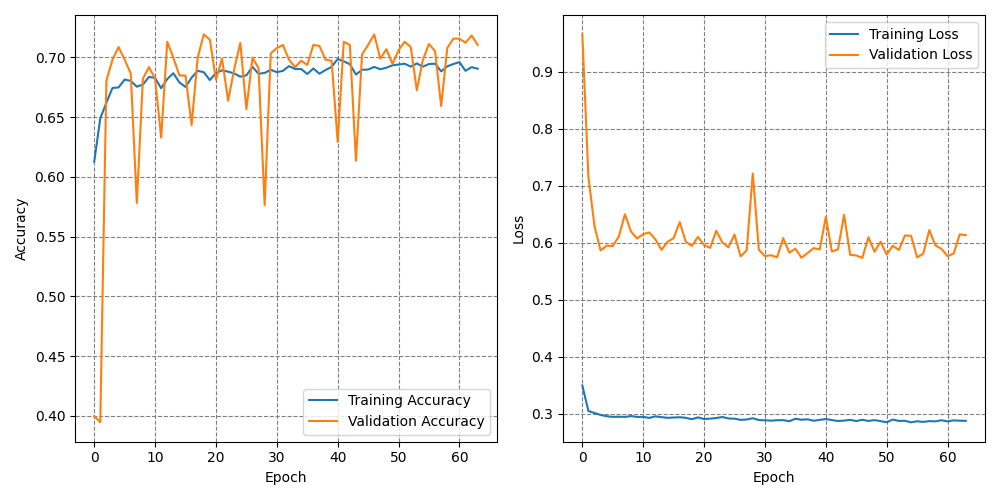 0.70
0.65
0.60
0.55
0.50
0.45
0.40
Accuracy
0 10 20 30 40 50 60
Epoch
Training Accuracy
Validation Accuracy
0.9
0.8
0.7
0.6
0.5
0.4
0.3
Loss
0 10 20 30 40 50 60
Epoch
Training Loss
Validation Loss